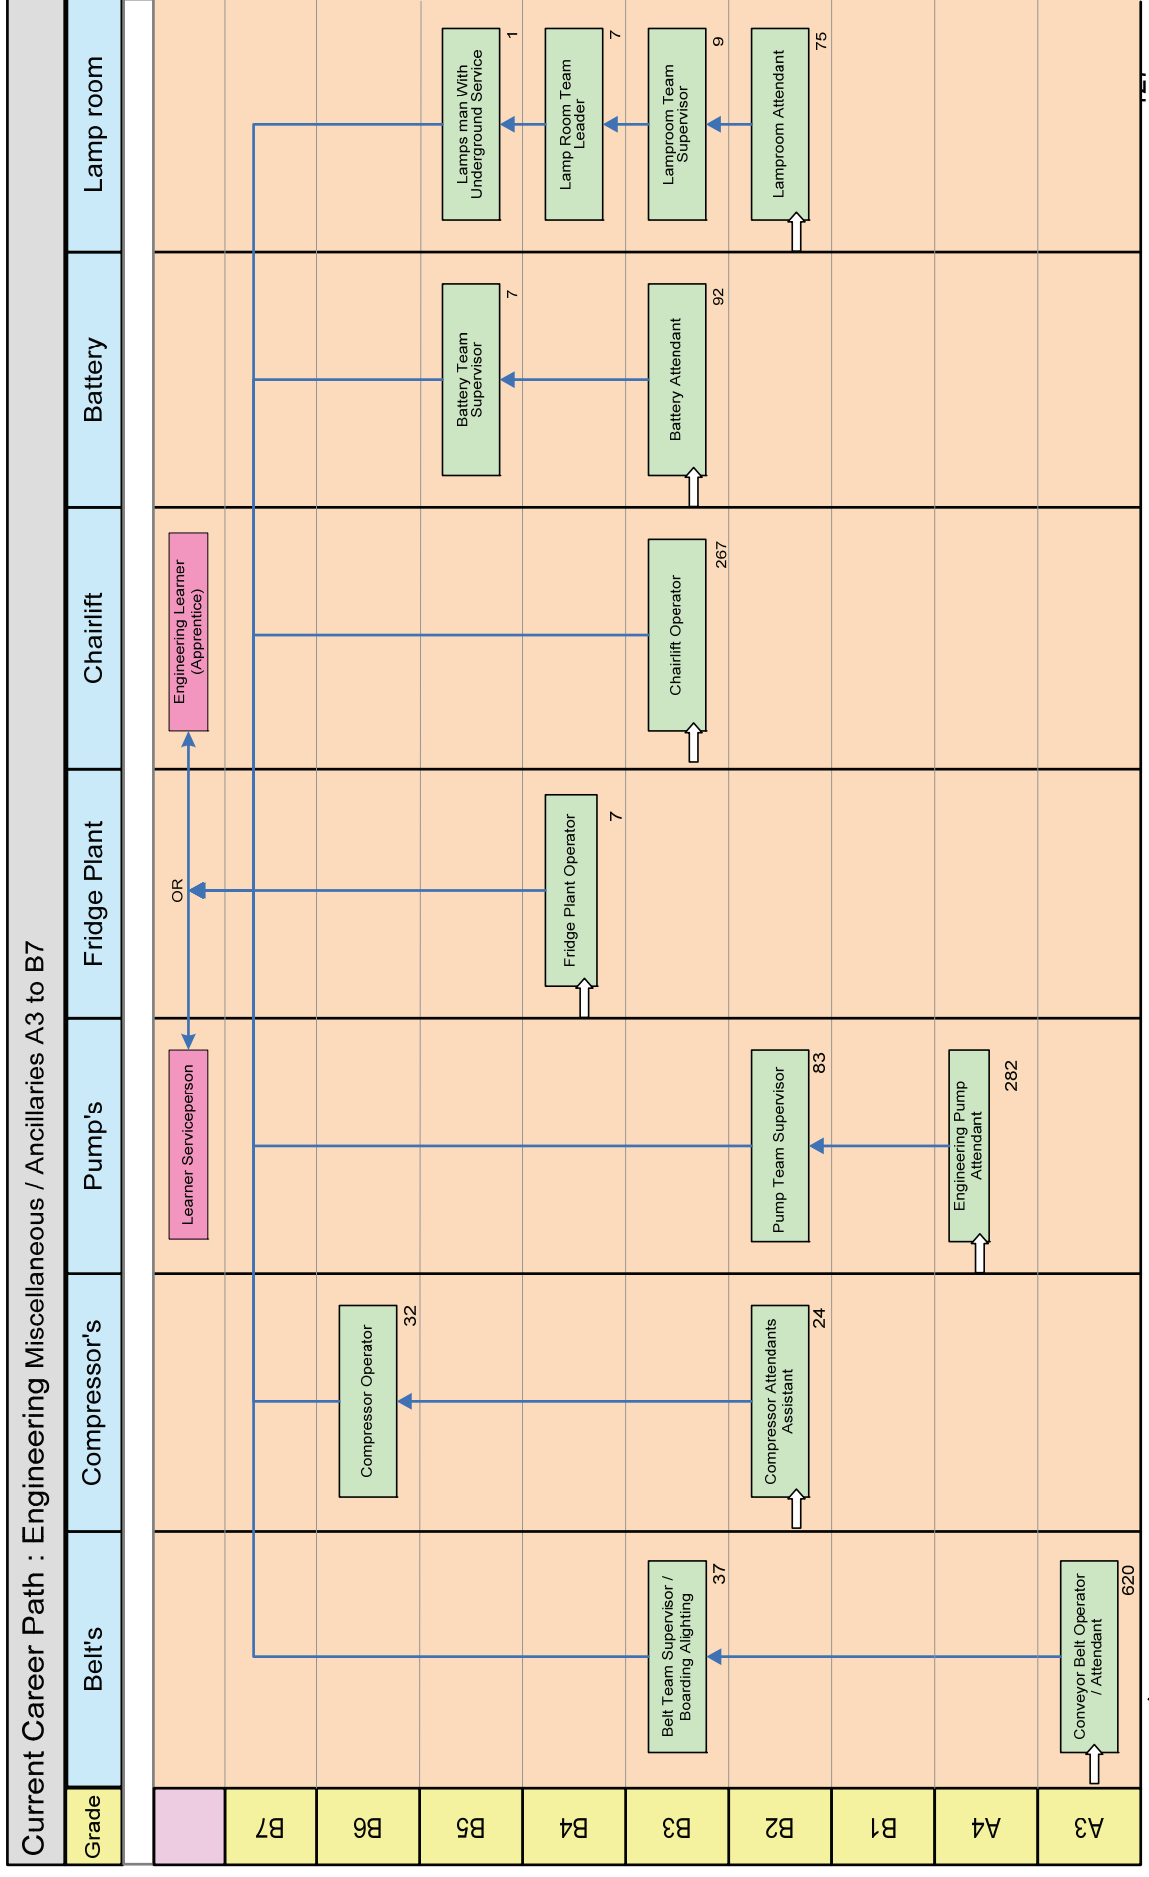 Current Career Path : Engineering Miscellaneous / Ancillaries A3 to B7
Grade
Belt's
Compressor's
Pump's
Fridge Plant
Chairlift
Battery
Lamp room
Learner Serviceperson
OR
Engineering Learner
(Apprentice)
B7
B6
Compressor Operator
32
B5
Battery Team
Supervisor
7
Lamps man With
Underground Service
1
B4
Fridge Plant Operator
7
Lamp Room Team
Leader
7
B3
Belt Team Supervisor /
Boarding Alighting
37
Chairlift Operator
267
Battery Attendant
92
Lamproom Team
Supervisor
9
B2
Compressor Attendants
Assistant
24
Pump Team Supervisor
83
Lamproom Attendant
75
B1
A4
Engineering Pump
Attendant
282
A3
Conveyor Belt Operator
/ Attendant
620